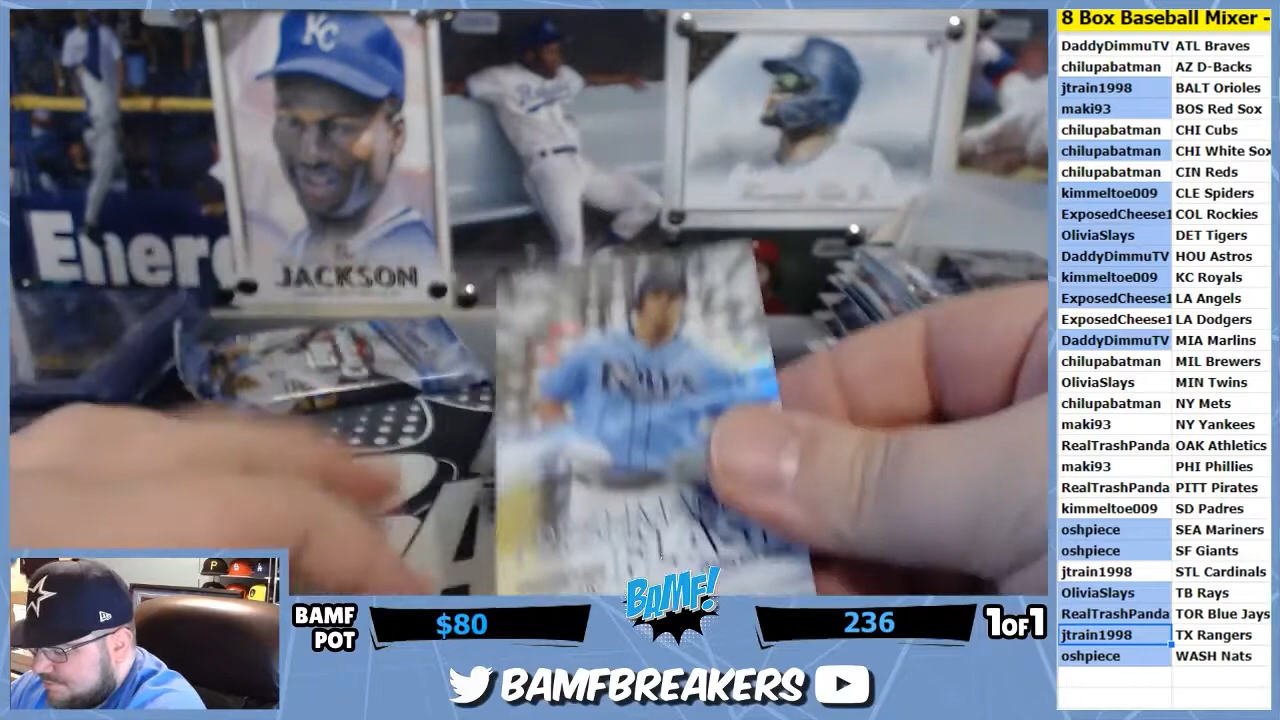 8 Box Baseball Mixer -
DaddyDimmuTV ATL Braves
chilupabatman AZ D-Backs
jtrain1998 BALT Orioles
maki93 BOS Red Sox
chilupabatman CHI Cubs
chilupabatman CHI White Sox
chilupabatman CIN Reds
kimmeltoe009 CLE Spiders
ExposedCheese1 COL Rockies
OliviaSlays DET Tigers
DaddyDimmuTV HOU Astros
kimmeltoe009 KC Royals
ExposedCheese1 LA Angels
ExposedCheese1 LA Dodgers
DaddyDimmuTV MIA Marlins
chilupabatman MIL Brewers
OliviaSlays MIN Twins
chilupabatman NY Mets
maki93 NY Yankees
RealTrashPanda OAK Athletics
maki93 PHI Phillies
RealTrashPanda PITT Pirates
kimmeltoe009 SD Padres
oshpiece SEA Mariners
oshpiece SF Giants
jtrain1998 STL Cardinals
OliviaSlays TB Rays
RealTrashPanda TOR Blue Jays
jtrain1998 TX Rangers
oshpiece WASH Nats
KC
Ener
BO
JACKSON
Rays
P
BAMF
POT
$80
BAMF!
236
1OF1
BAMFBREAKERS